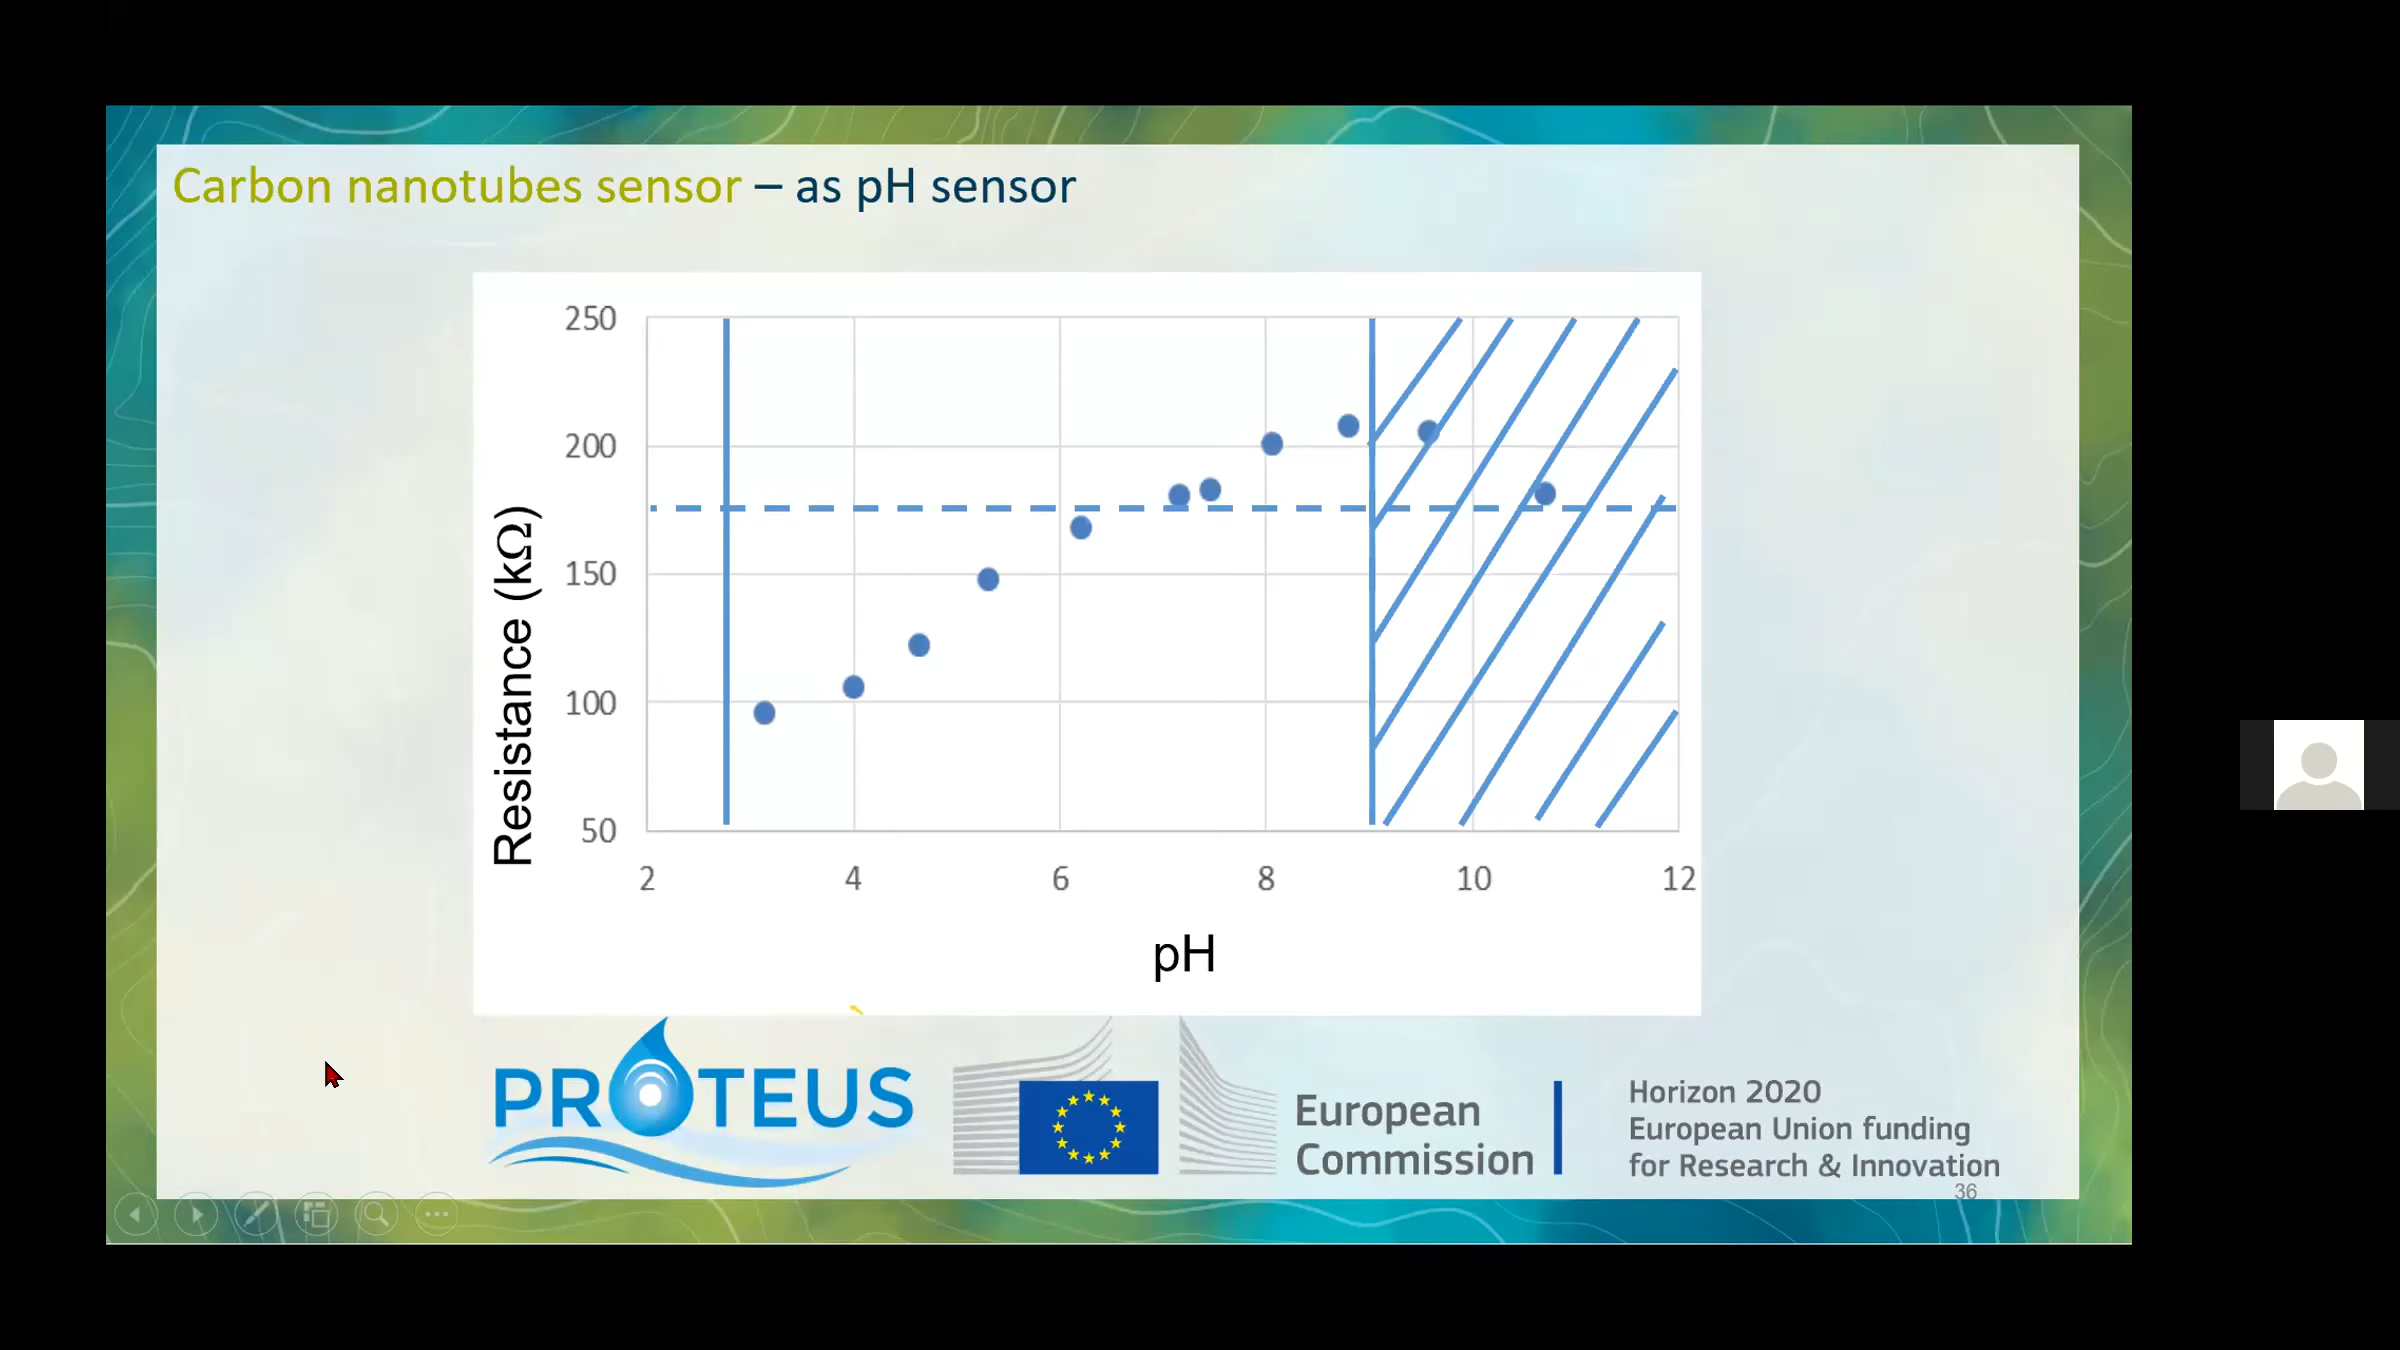 Carbon nanotubes sensor – as pH sensor
250
200
150
100
50
Resistance (kΩ)
2 4 6 8 10 12
pH
PROTEUS
European
Commission
Horizon 2020
European Union funding
for Research & Innovation
36